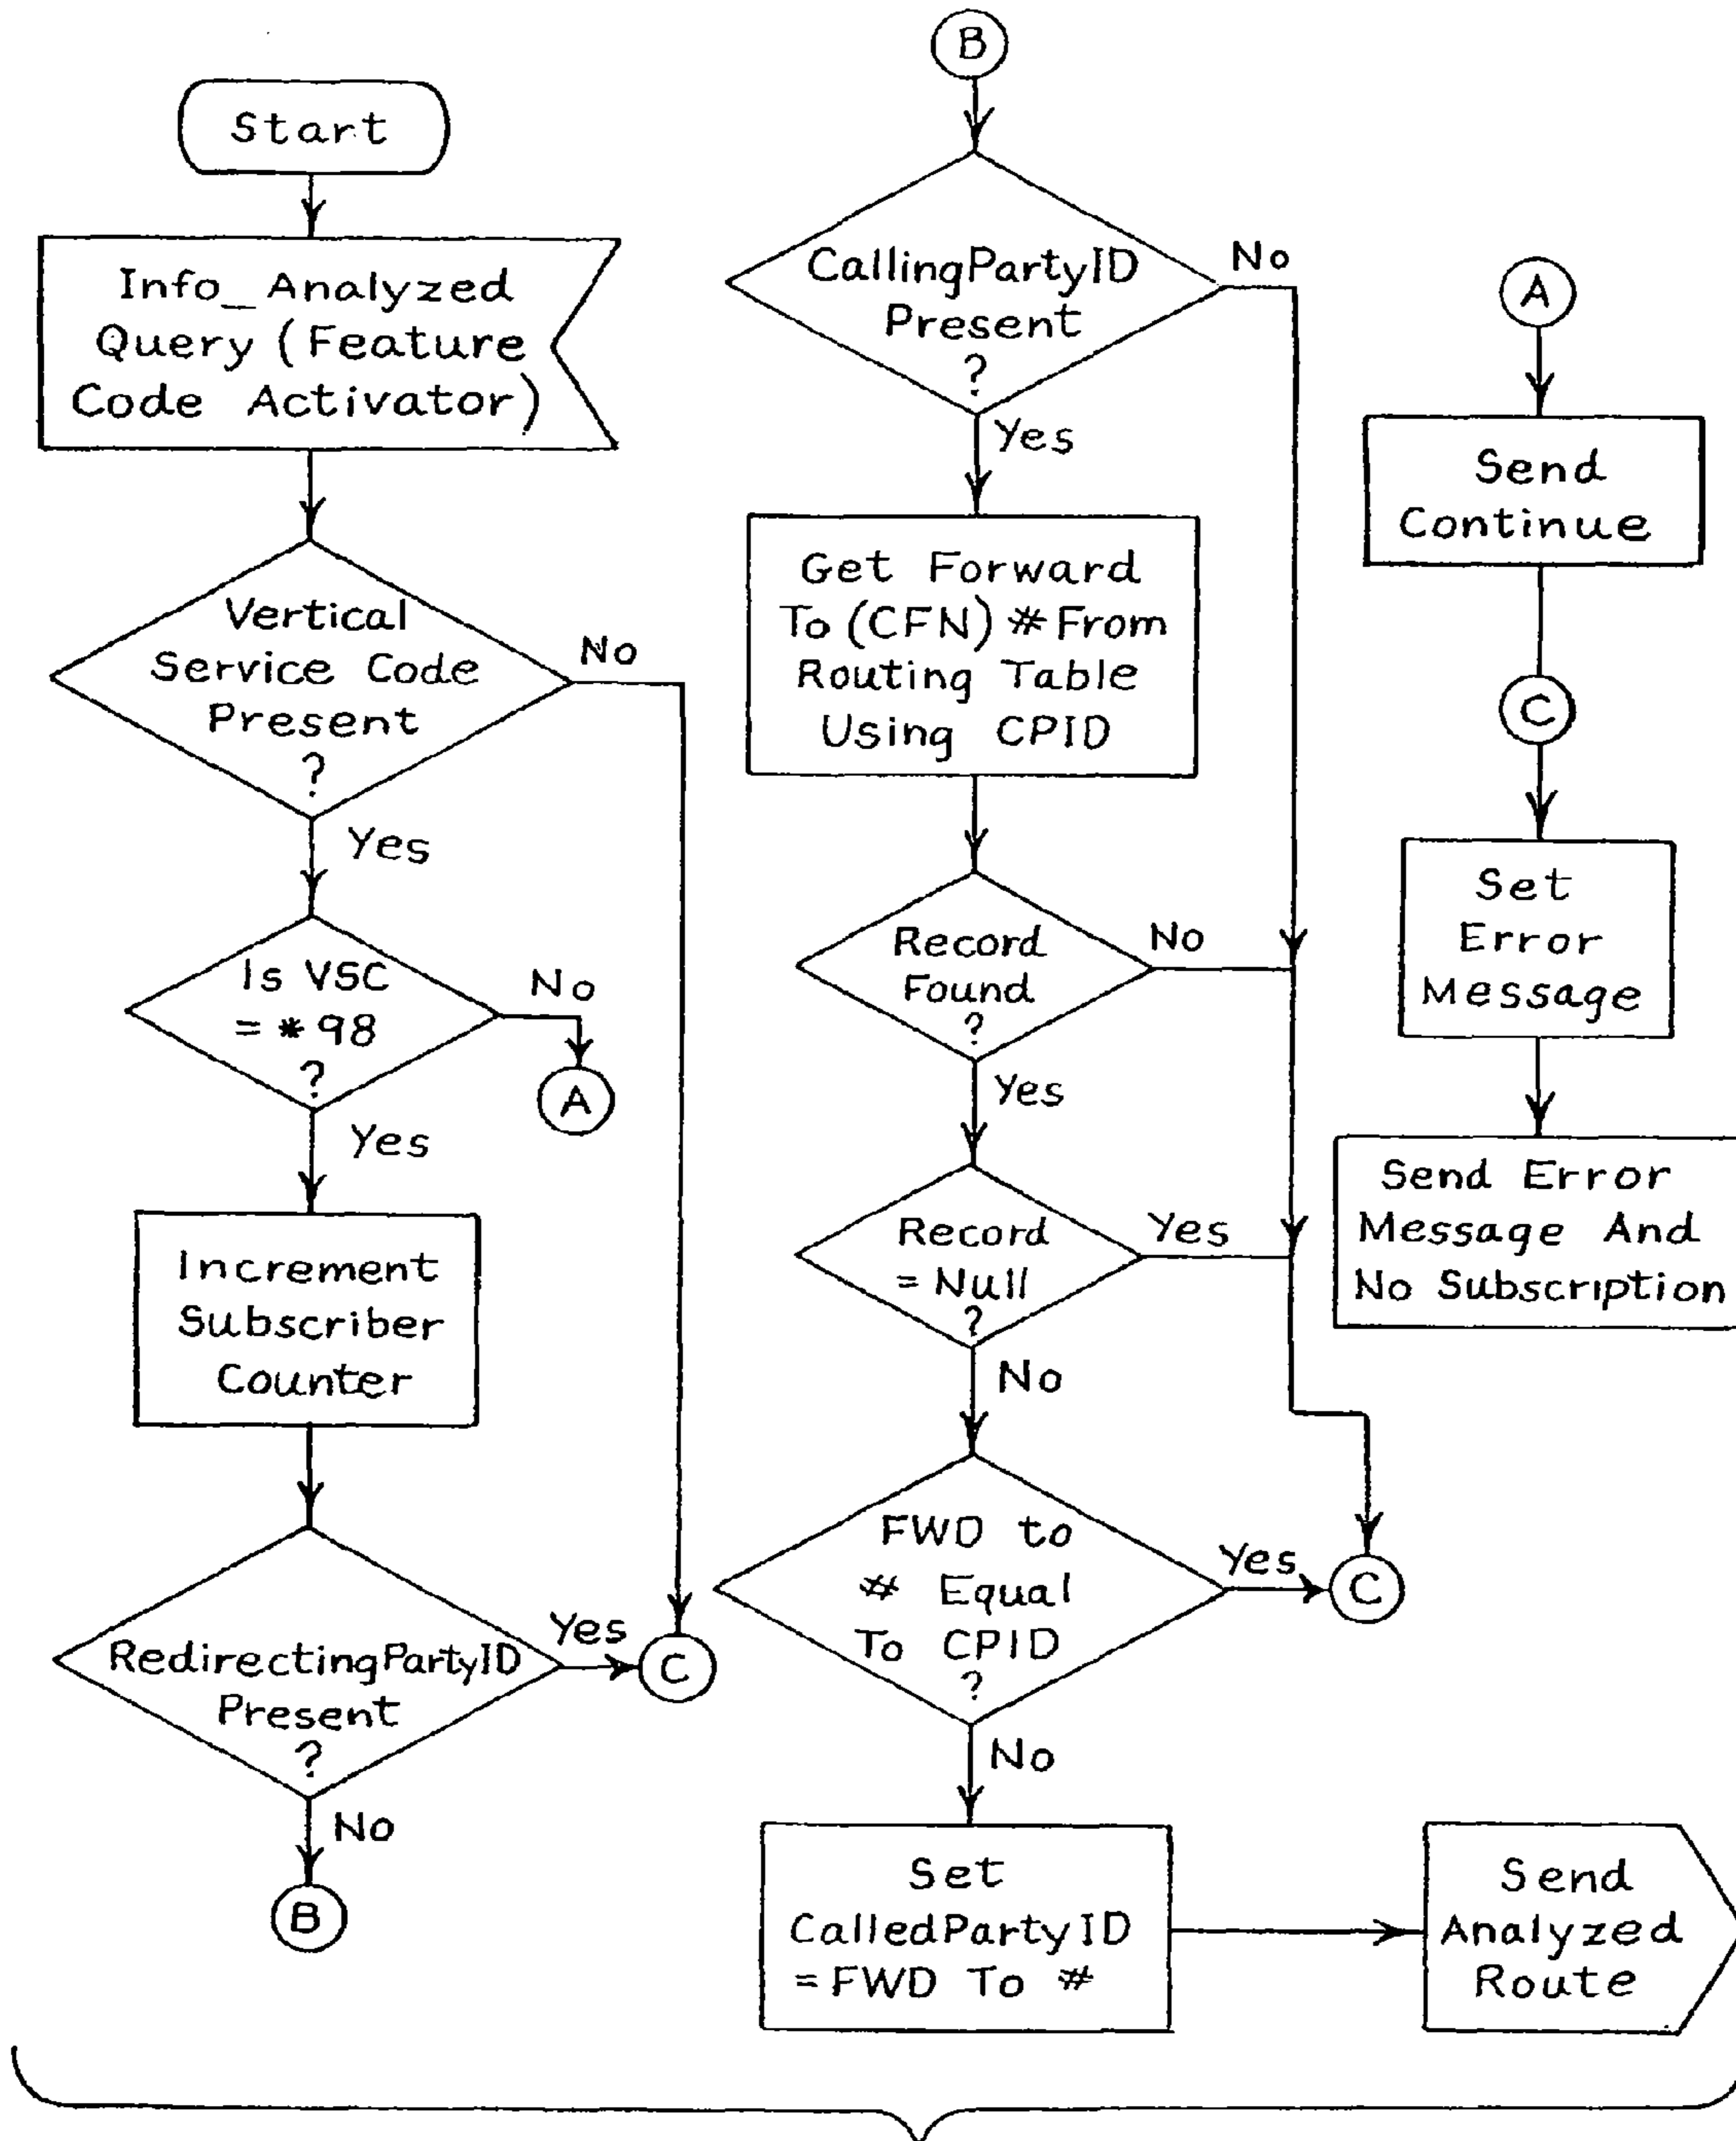 Start
Info_Analyzed
Query (Feature
Code Activator)
Vertical
Service Code
Present
?
No
Yes
Is VSC
= *98
?
No
A
Yes
Increment
Subscriber
Counter
RedirectingPartyID
Present
?
Yes
C
No
B
B
CallingPartyID
Present
?
No
Yes
Get Forward
To (CFN) # From
Routing Table
Using CPID
Record
Found
?
No
Yes
Record
= Null
?
Yes
No
FWD to
# Equal
To CPID
?
Yes
C
No
Set
CalledPartyID
= FWD To #
Send
Analyzed
Route
A
Send
Continue
C
Set
Error
Message
Send Error
Message And
No Subscription